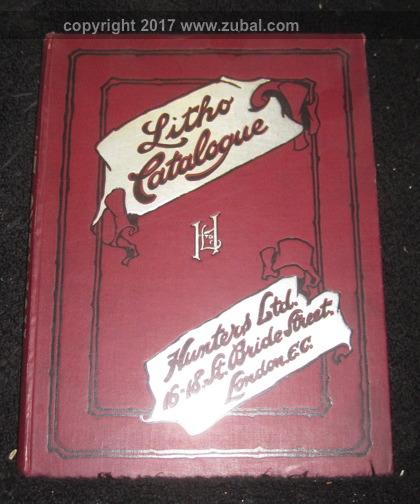 copyright 2017 www.zubal.com
Litho
Catalogue
Hunters Ltd.
16-18. St. Bride Street.
London. E.C.